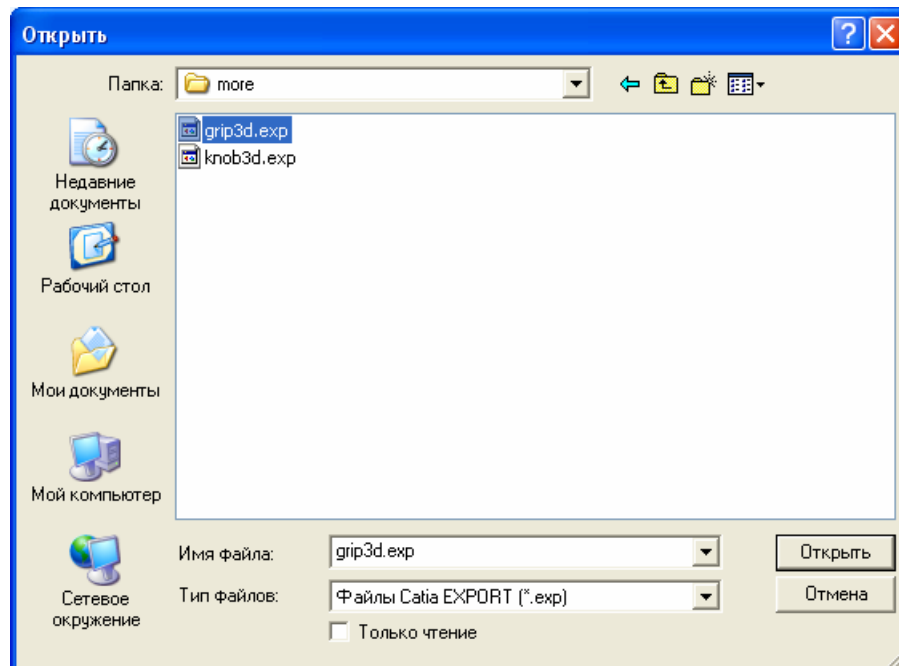 Открыть
Папка:
more
grip3d.exp
knob3d.exp
Недавние
документы
Рабочий стол
Мои документы
Мой компьютер
Сетевое
окружение
Имя файла:
grip3d.exp
Открыть
Тип файлов:
Файлы Catia EXPORT (*.exp)
Отмена
Только чтение